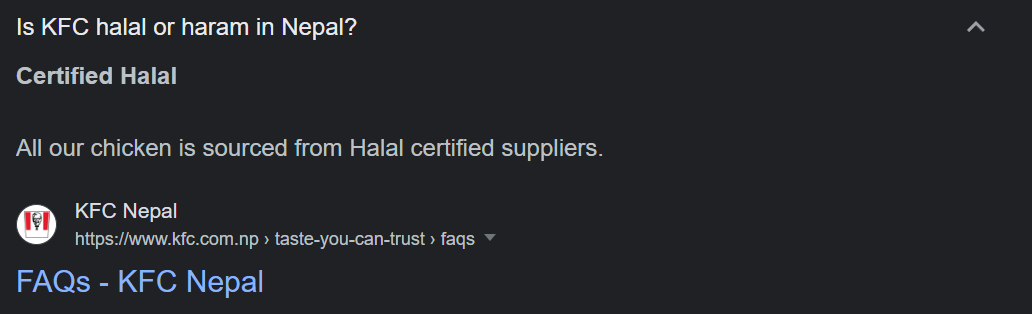 Is KFC halal or haram in Nepal?
Certified Halal
All our chicken is sourced from Halal certified suppliers.
KFC Nepal
https://www.kfc.com.np › taste-you-can-trust › faqs
FAQs - KFC Nepal